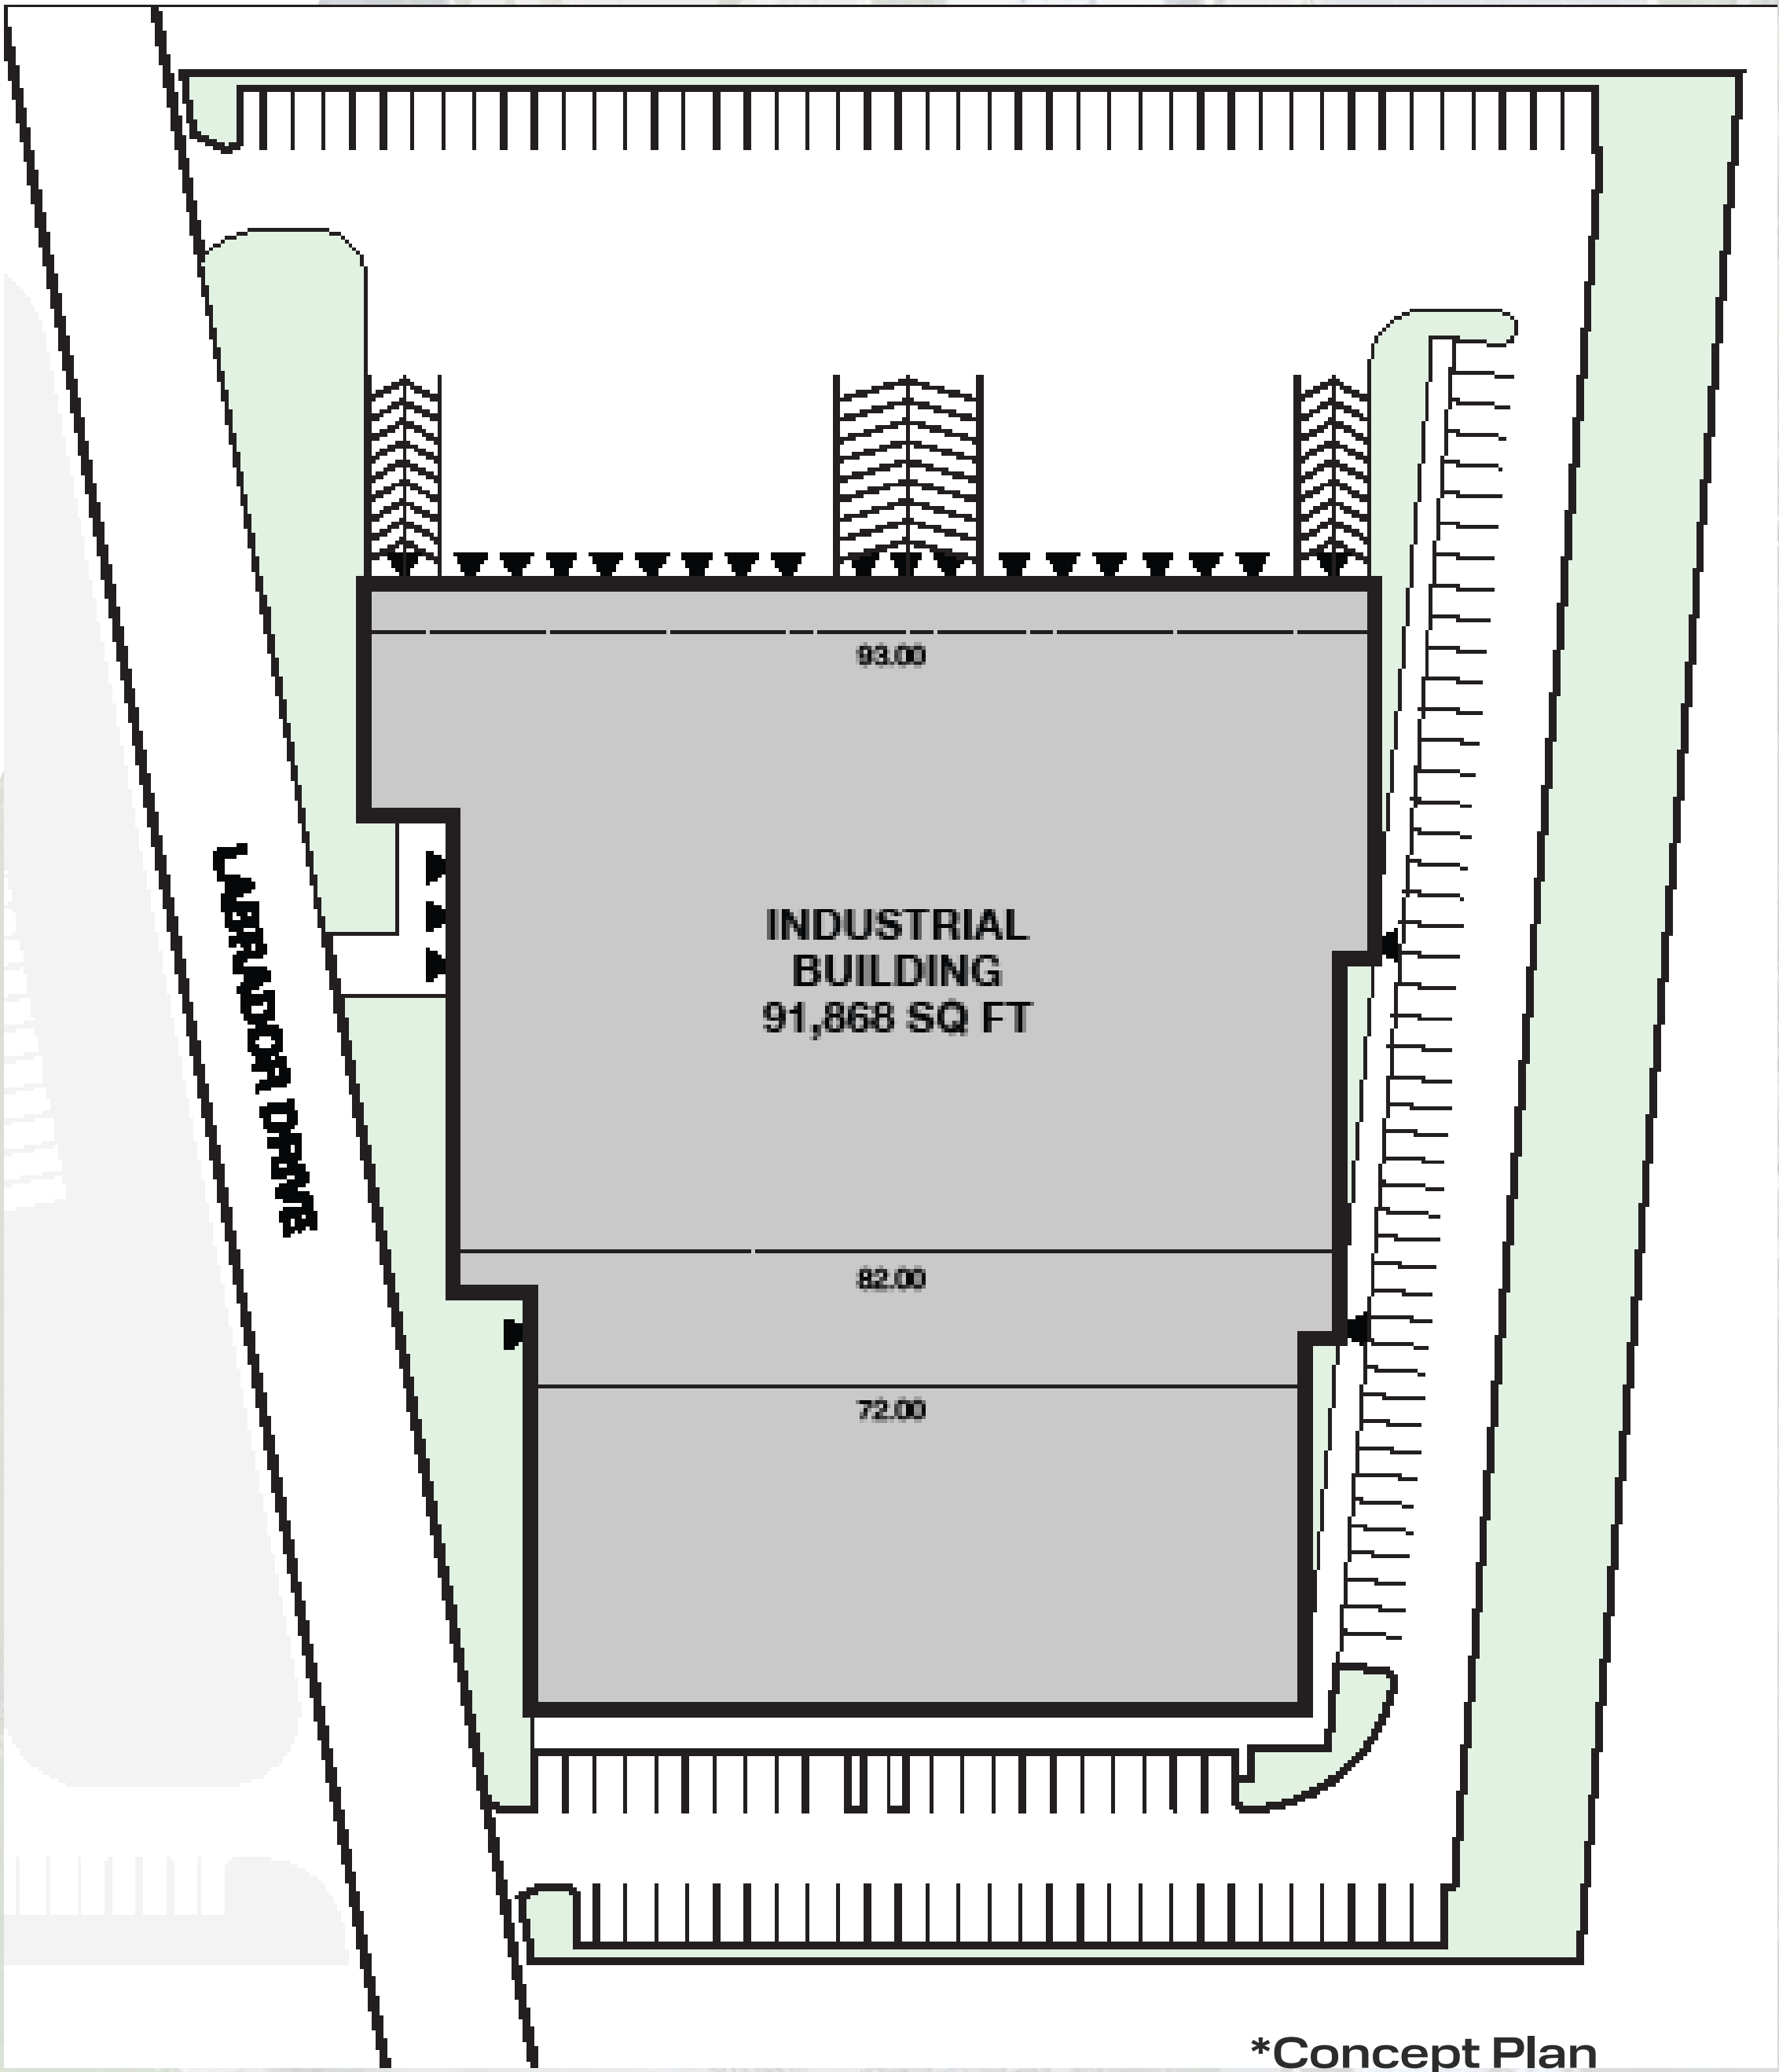 93.00
INDUSTRIAL
BUILDING
91,868 SQ FT
LABRADOR DRIVE
82.00
72.00
*Concept Plan